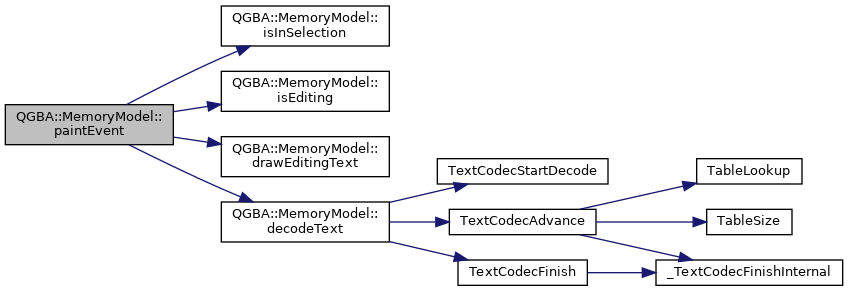 QGBA::MemoryModel::
paintEvent
QGBA::MemoryModel::
isInSelection
QGBA::MemoryModel::
isEditing
QGBA::MemoryModel::
drawEditingText
QGBA::MemoryModel::
decodeText
TextCodecStartDecode
TextCodecAdvance
TextCodecFinish
TableLookup
TableSize
_TextCodecFinishInternal